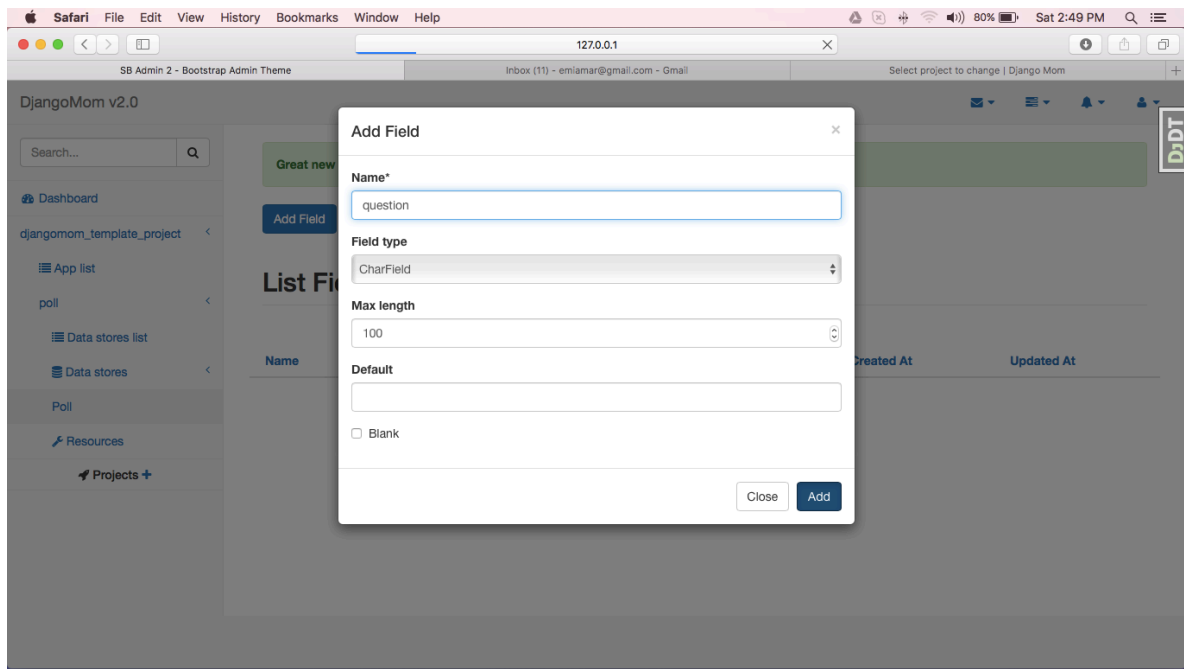 Safari File Edit View History Bookmarks Window Help 80% Sat 2:49 PM
127.0.0.1
SB Admin 2 - Bootstrap Admin Theme Inbox (11) - emiamar@gmail.com - Gmail Select project to change | Django Mom
DjangoMom v2.0
DJDT
Search...
Dashboard
djangomom_template_project
App list
poll
Data stores list
Data stores
Poll
Resources
Projects
Great new
Add Field
List Fi
Name Created At Updated At
Add Field
Name*
question
Field type
CharField
Max length
100
Default
Blank
Close Add